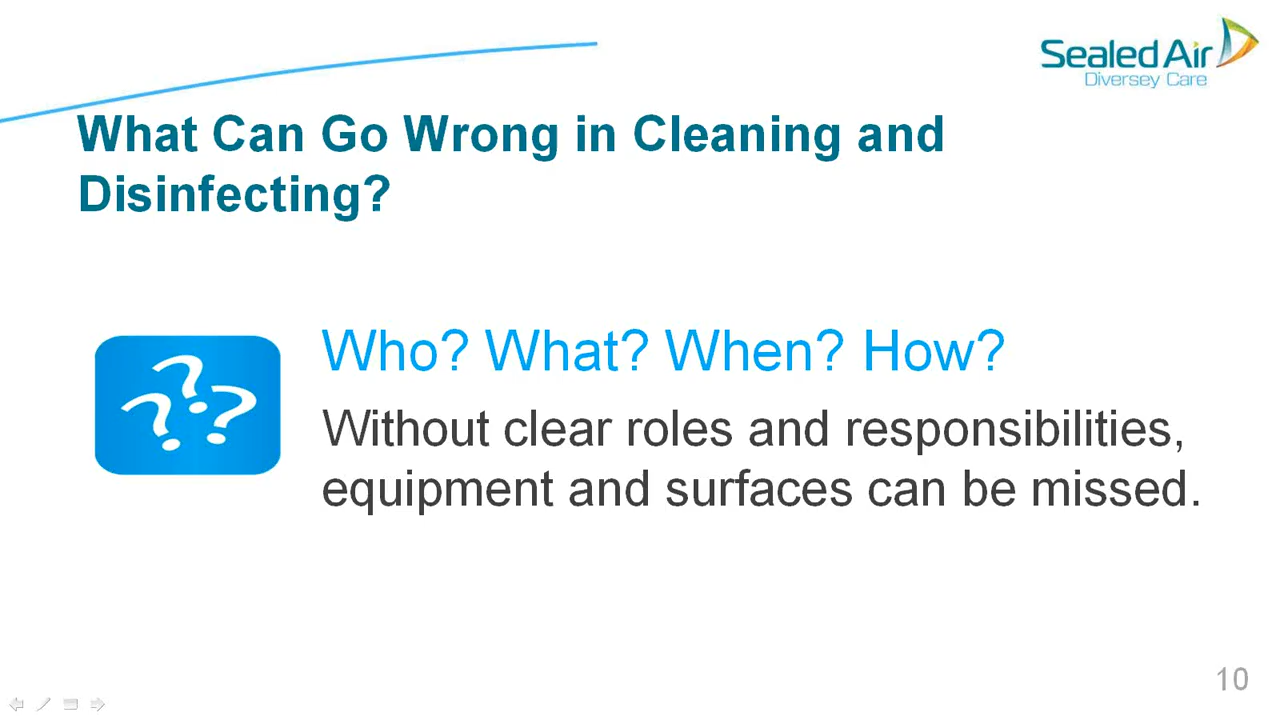 Sealed Air
Diversey Care
What Can Go Wrong in Cleaning and
Disinfecting?
???
Who? What? When? How?
Without clear roles and responsibilities,
equipment and surfaces can be missed.
10